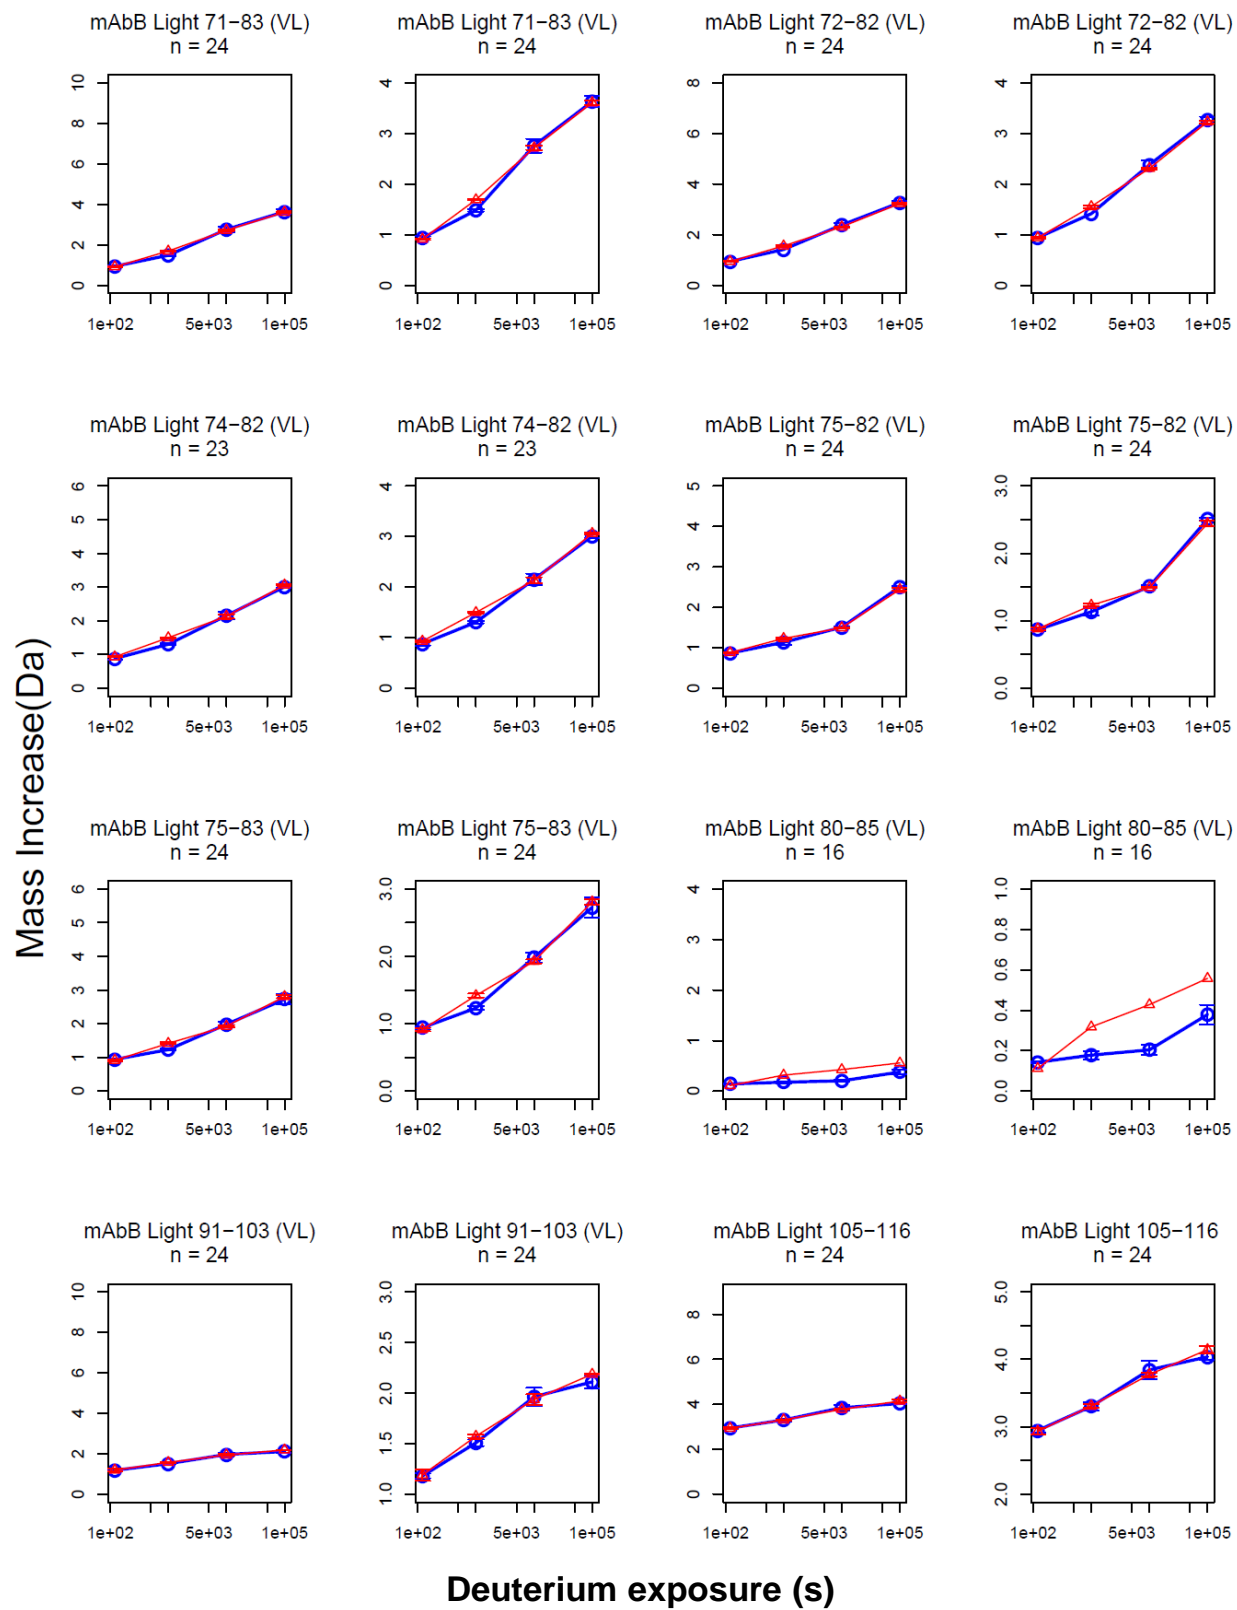 mAbB Light 71−83 (VL)
n = 24
mAbB Light 71−83 (VL)
n = 24
mAbB Light 72−82 (VL)
n = 24
mAbB Light 72−82 (VL)
n = 24
0 2 4 6 8 10
0 1 2 3 4
0 2 4 6 8
0 1 2 3 4
1e+02 5e+03 1e+05
1e+02 5e+03 1e+05
1e+02 5e+03 1e+05
1e+02 5e+03 1e+05
mAbB Light 74−82 (VL)
n = 23
mAbB Light 74−82 (VL)
n = 23
mAbB Light 75−82 (VL)
n = 24
mAbB Light 75−82 (VL)
n = 24
0 1 2 3 4 5 6
0 1 2 3 4
0 1 2 3 4 5
0.0 1.0 2.0 3.0
1e+02 5e+03 1e+05
1e+02 5e+03 1e+05
1e+02 5e+03 1e+05
1e+02 5e+03 1e+05
Mass Increase(Da)
mAbB Light 75−83 (VL)
n = 24
mAbB Light 75−83 (VL)
n = 24
mAbB Light 80−85 (VL)
n = 16
mAbB Light 80−85 (VL)
n = 16
0 1 2 3 4 5 6
0.0 1.0 2.0 3.0
0 1 2 3 4
0.0 0.2 0.4 0.6 0.8 1.0
1e+02 5e+03 1e+05
1e+02 5e+03 1e+05
1e+02 5e+03 1e+05
1e+02 5e+03 1e+05
mAbB Light 91−103 (VL)
n = 24
mAbB Light 91−103 (VL)
n = 24
mAbB Light 105−116
n = 24
mAbB Light 105−116
n = 24
0 2 4 6 8 10
1.0 1.5 2.0 2.5 3.0
0 2 4 6 8
2.0 3.0 4.0 5.0
1e+02 5e+03 1e+05
1e+02 5e+03 1e+05
1e+02 5e+03 1e+05
1e+02 5e+03 1e+05
Deuterium exposure (s)